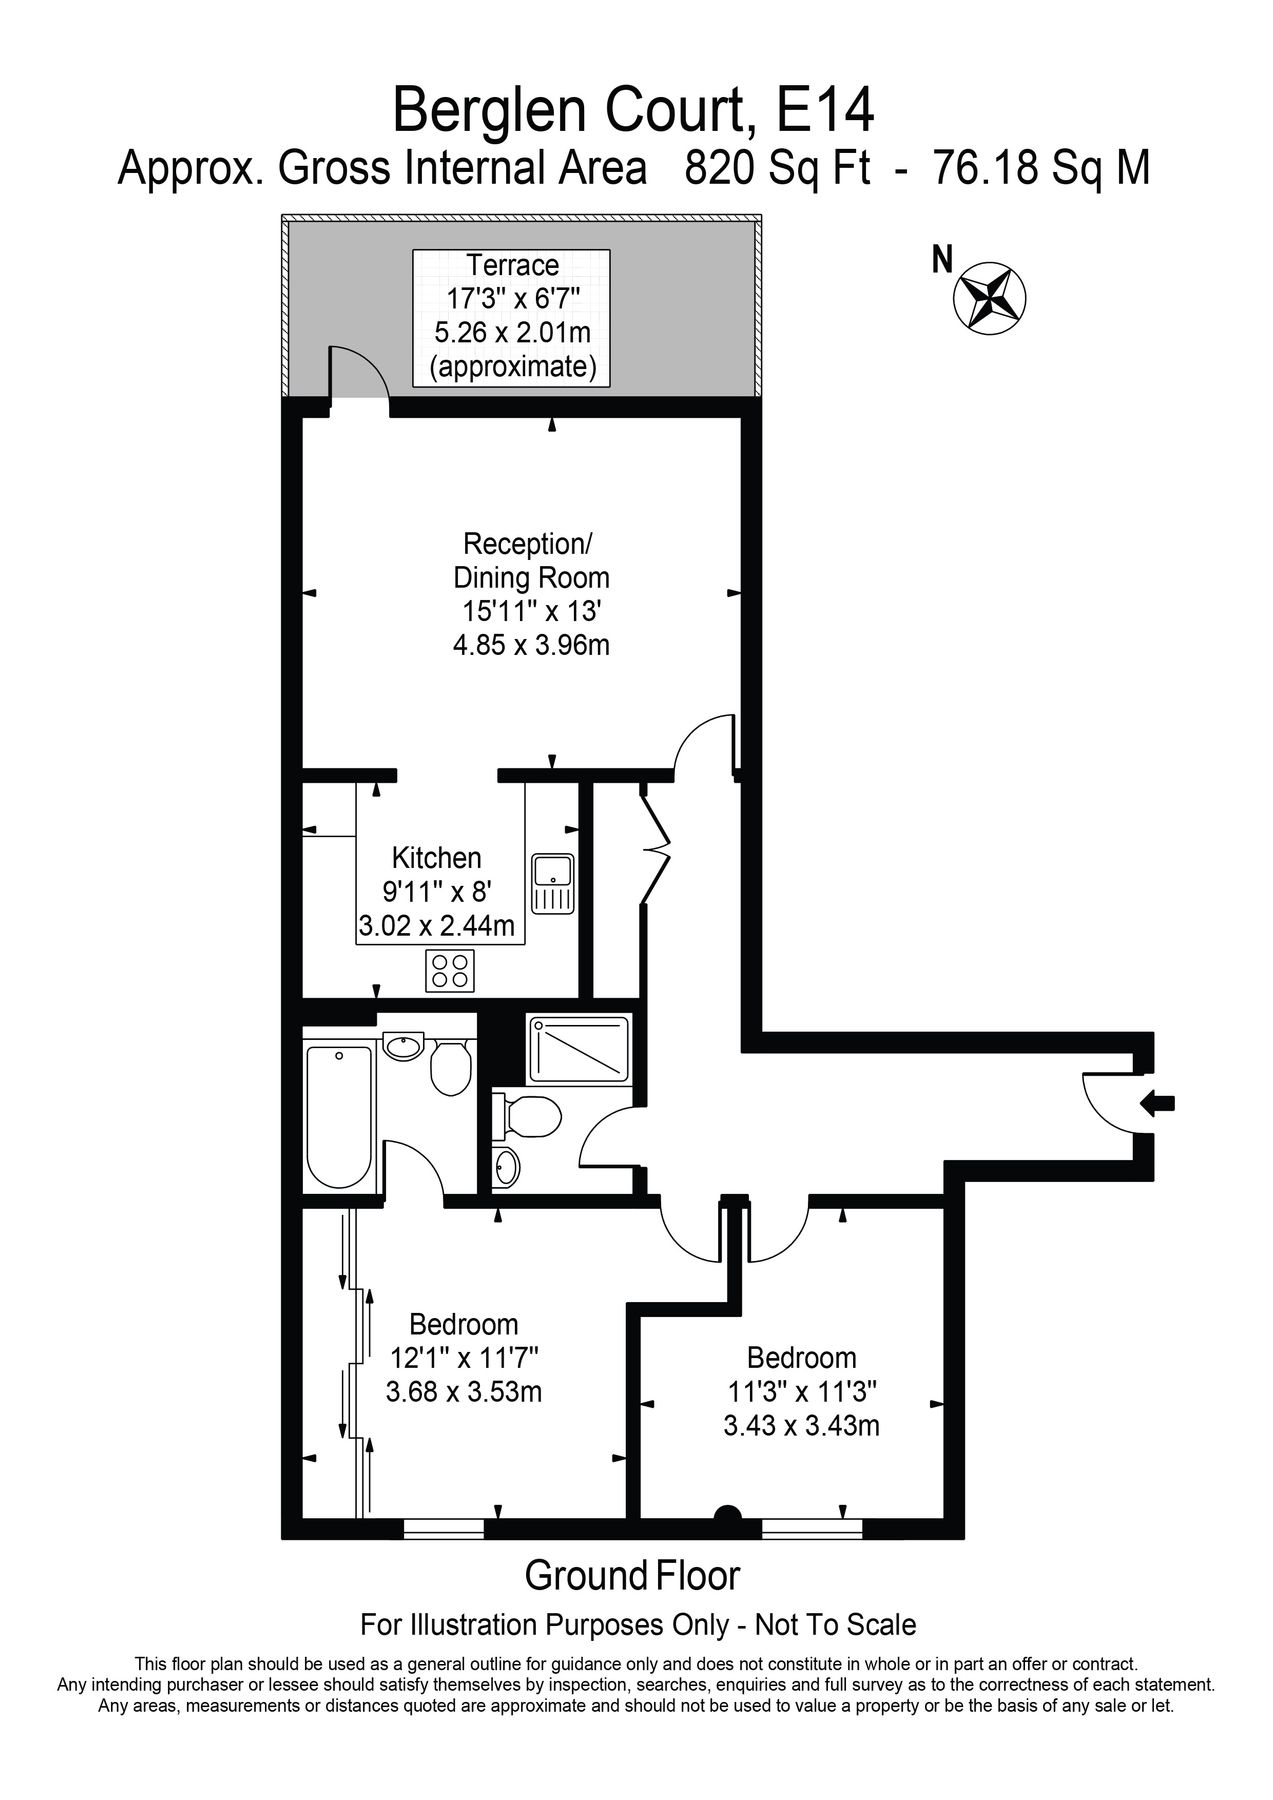 Berglen Court, E14
Approx. Gross Internal Area 820 Sq Ft - 76.18 Sq M
N
Terrace
17'3" x 6'7"
5.26 x 2.01m
(approximate)
Reception/
Dining Room
15'11" x 13'
4.85 x 3.96m
Kitchen
9'11" x 8'
3.02 x 2.44m
Bedroom
12'1" x 11'7"
3.68 x 3.53m
Bedroom
11'3" x 11'3"
3.43 x 3.43m
Ground Floor
For Illustration Purposes Only - Not To Scale
This floor plan should be used as a general outline for guidance only and does not constitute in whole or in part an offer or contract.
Any intending purchaser or lessee should satisfy themselves by inspection, searches, enquiries and full survey as to the correctness of each statement.
Any areas, measurements or distances quoted are approximate and should not be used to value a property or be the basis of any sale or let.